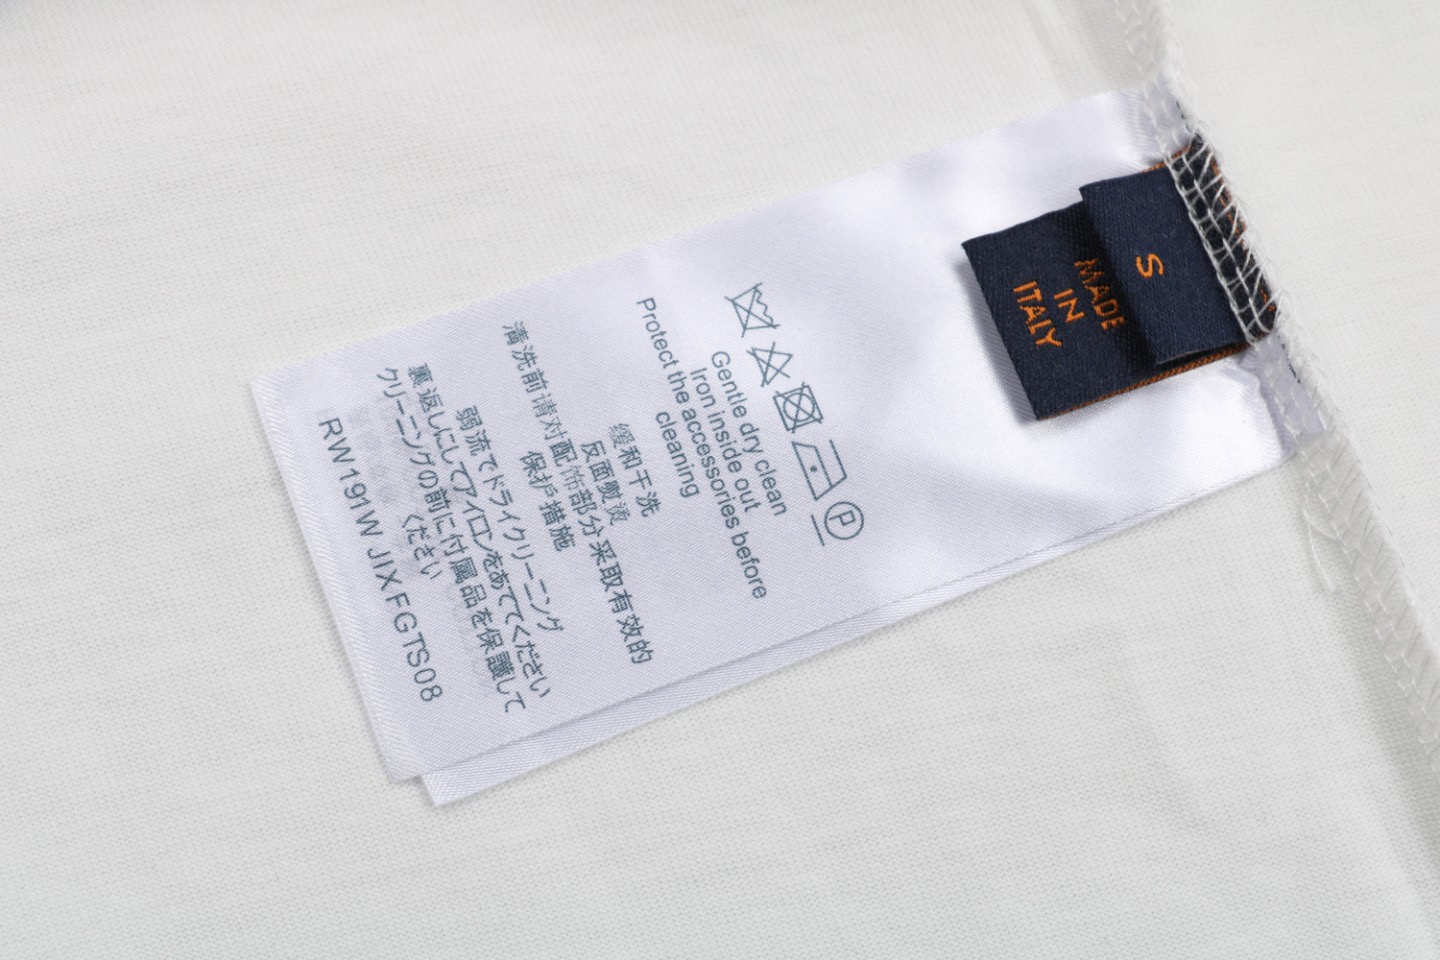 S
MADE
IN
ITALY
P
Gentle dry clean
Iron inside out
Protect the accessories before
cleaning
缓和干洗
反面熨烫
清洗前请对配饰部分采取有效的
保护措施
弱流でドライクリーニング
裏返しにしてアイロンをあててください
クリーニングの前に付属品を保護して
ください
RW191W JIX FGTS08